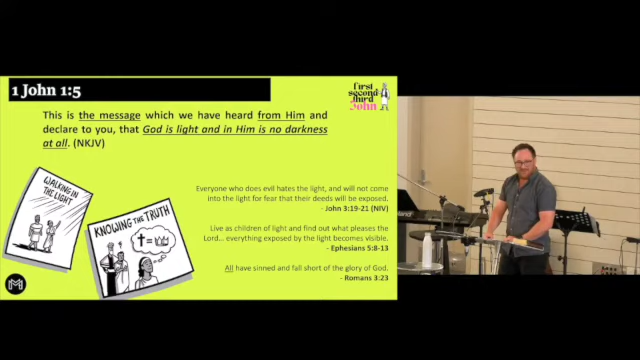 1 John 1:5
first
second
third
John
This is the message which we have heard from Him and
declare to you, that God is light and in Him is no darkness
at all. (NKJV)
WALKING IN
THE LIGHT
KNOWING THE TRUTH
Everyone who does evil hates the light, and will not come
into the light for fear that their deeds will be exposed.
- John 3:19-21 (NIV)
Live as children of light and find out what pleases the
Lord... everything exposed by the light becomes visible.
- Ephesians 5:8-13
All have sinned and fall short of the glory of God.
- Romans 3:23
M
Roland